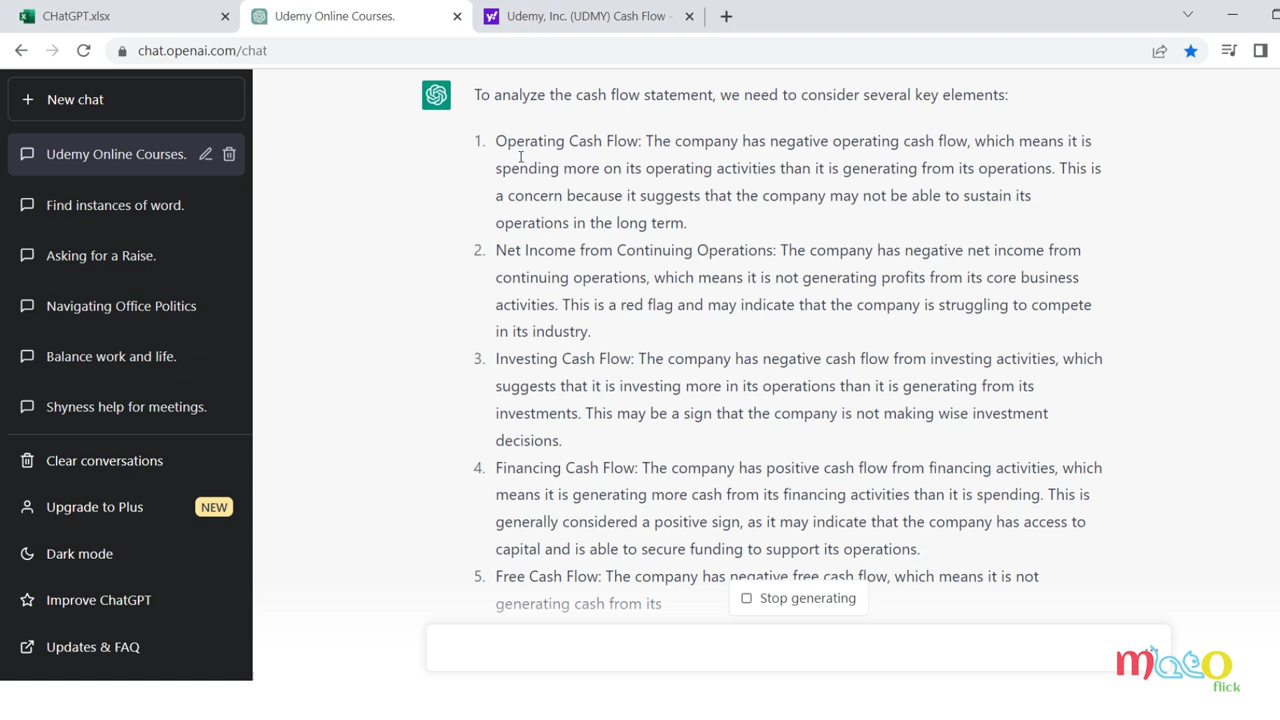 CHatGPT.xlsx
Udemy Online Courses.
Udemy, Inc. (UDMY) Cash Flow -
chat.openai.com/chat
New chat
Udemy Online Courses.
Find instances of word.
Asking for a Raise.
Navigating Office Politics
Balance work and life.
Shyness help for meetings.
Clear conversations
Upgrade to Plus
NEW
Dark mode
Improve ChatGPT
Updates & FAQ
To analyze the cash flow statement, we need to consider several key elements:
1. Operating Cash Flow: The company has negative operating cash flow, which means it is
spending more on its operating activities than it is generating from its operations. This is
a concern because it suggests that the company may not be able to sustain its
operations in the long term.
2. Net Income from Continuing Operations: The company has negative net income from
continuing operations, which means it is not generating profits from its core business
activities. This is a red flag and may indicate that the company is struggling to compete
in its industry.
3. Investing Cash Flow: The company has negative cash flow from investing activities, which
suggests that it is investing more in its operations than it is generating from its
investments. This may be a sign that the company is not making wise investment
decisions.
4. Financing Cash Flow: The company has positive cash flow from financing activities, which
means it is generating more cash from its financing activities than it is spending. This is
generally considered a positive sign, as it may indicate that the company has access to
capital and is able to secure funding to support its operations.
5. Free Cash Flow: The company has negative free cash flow, which means it is not
generating cash from its
Stop generating
flick